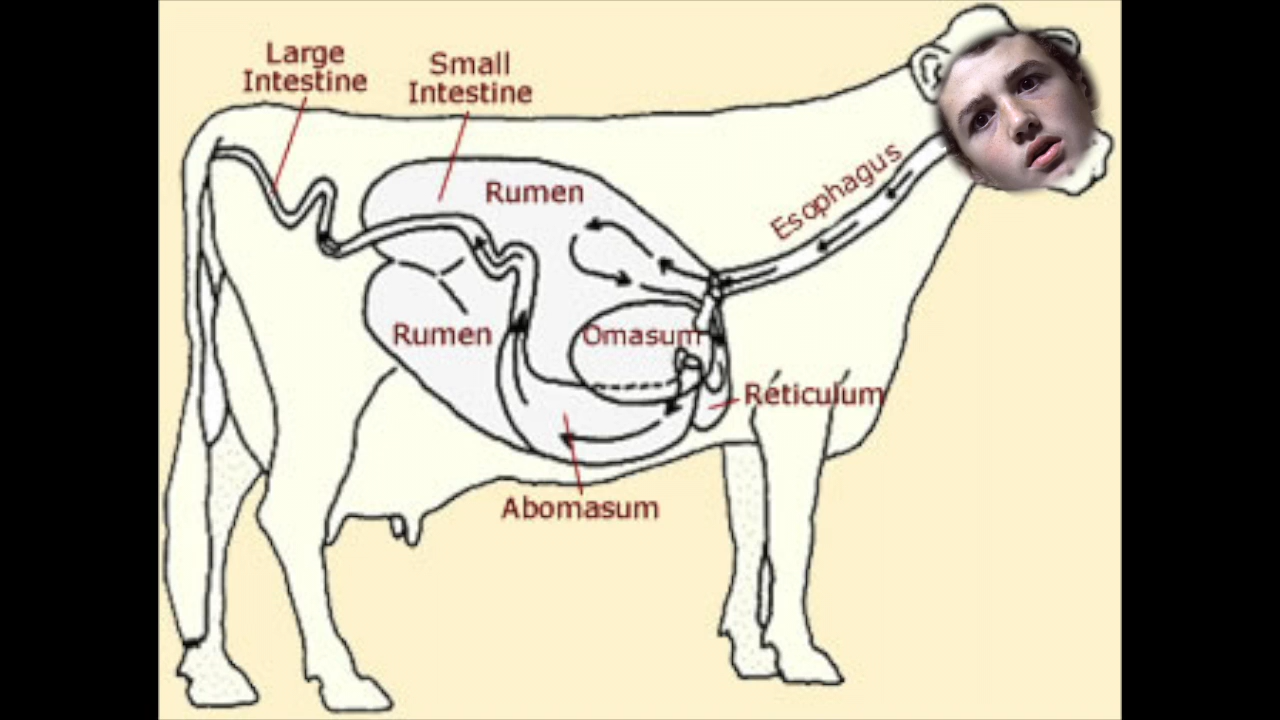 Large
Intestine
Small
Intestine
Rumen
Esophagus
Rumen
Omasum
Reticulum
Abomasum